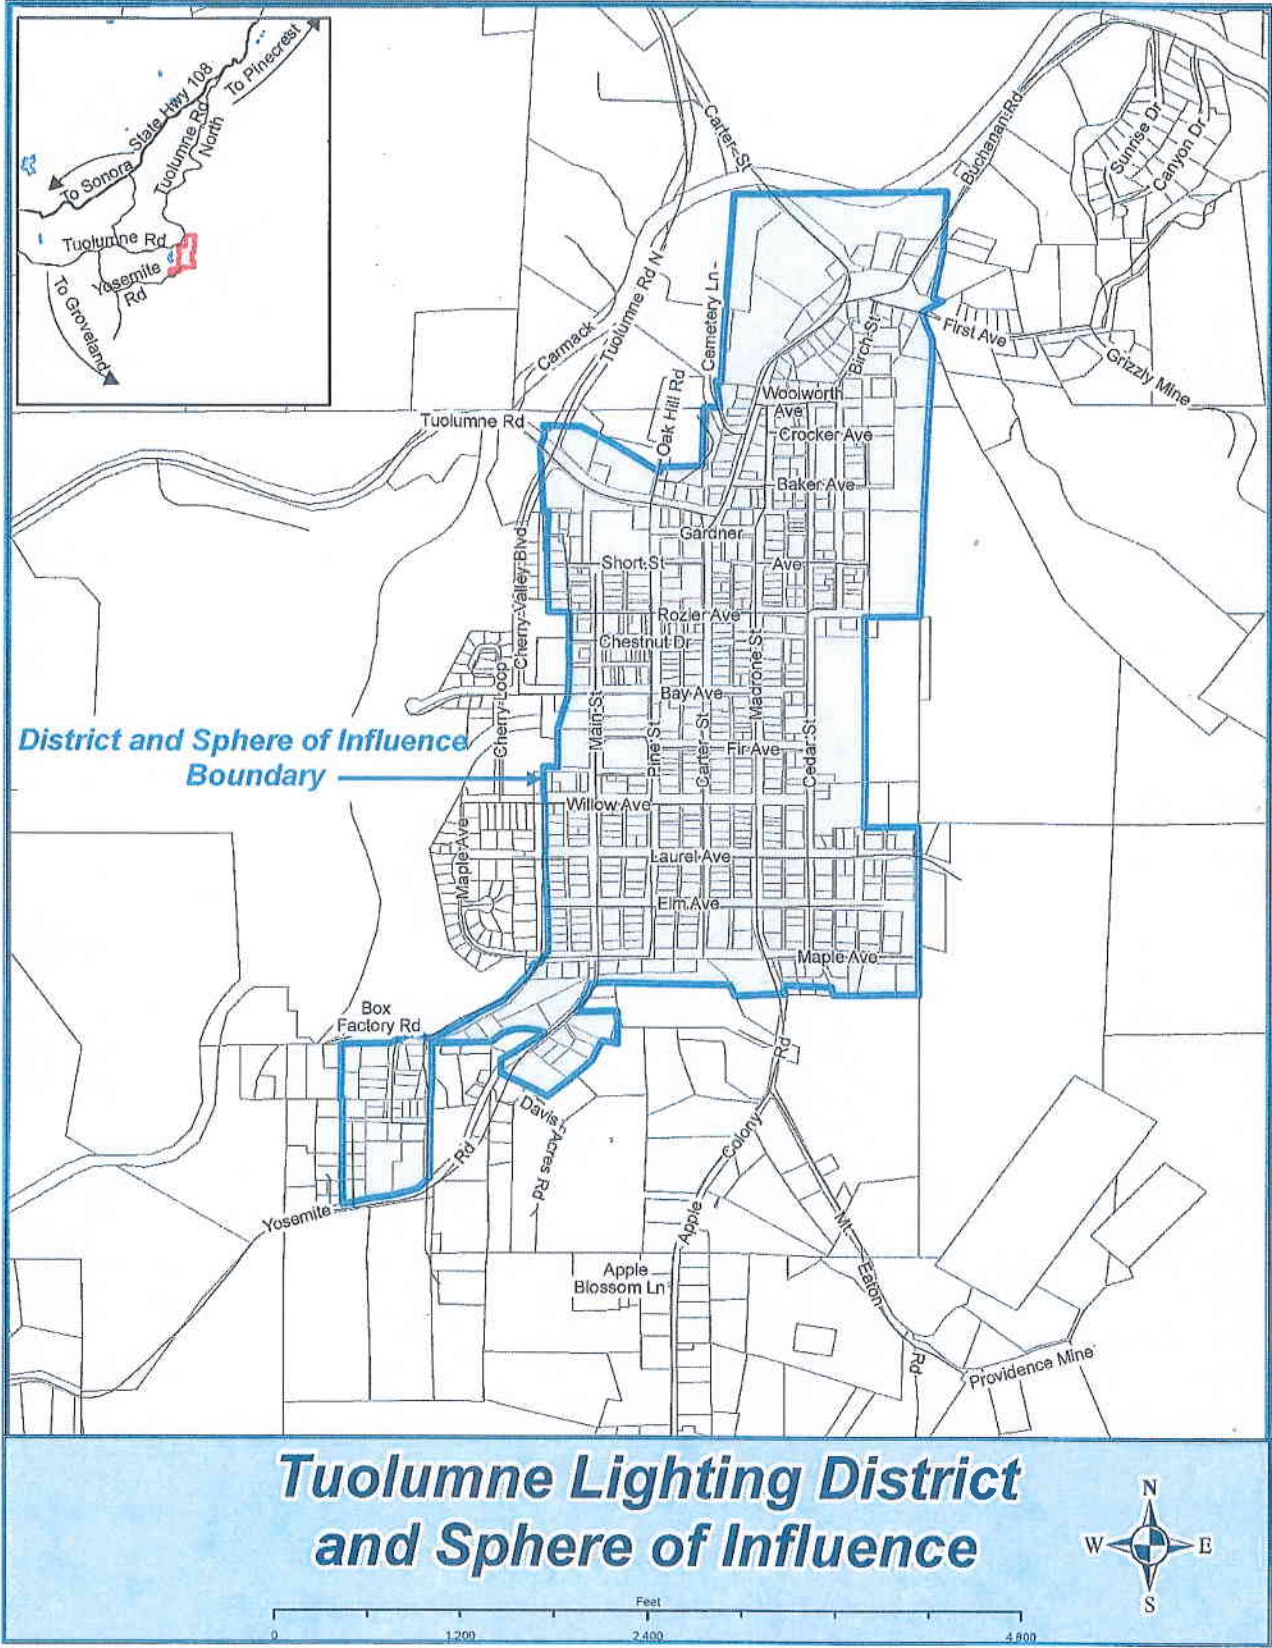 To Pinecrest
State Hwy 108
Tuolumne Rd
North
To Sonora
Tuolumne Rd
Yosemite
Rd
To Groveland
Carter St
Buchanan Rd
Sunrise Dr
Canyon Dr
Tuolumne Rd N
Cemetery Ln
Carmack
First Ave
Birch St
Grizzly Mine
Oak Hill Rd
Woolworth
Ave
Tuolumne Rd
Crocker Ave
Baker Ave
Gardner
Ave
Short St
Cherry Valley Blvd
Rozier Ave
Chestnut Dr
Madrone St
Cherry Loop
Bay Ave
Main St
Pine St
Carter St
Cedar St
Fir Ave
District and Sphere of Influence
Boundary
Willow Ave
Maple Ave
Laurel Ave
Elm Ave
Maple Ave
Box
Factory Rd
Rd
Davis Acres Rd
Rd
Colony
Apple
Yosemite
Mt
Eaton
Rd
Apple
Blossom Ln
Providence Mine
Tuolumne Lighting District
and Sphere of Influence
N
W
E
S
Feet
0
1,200
2,400
4,800